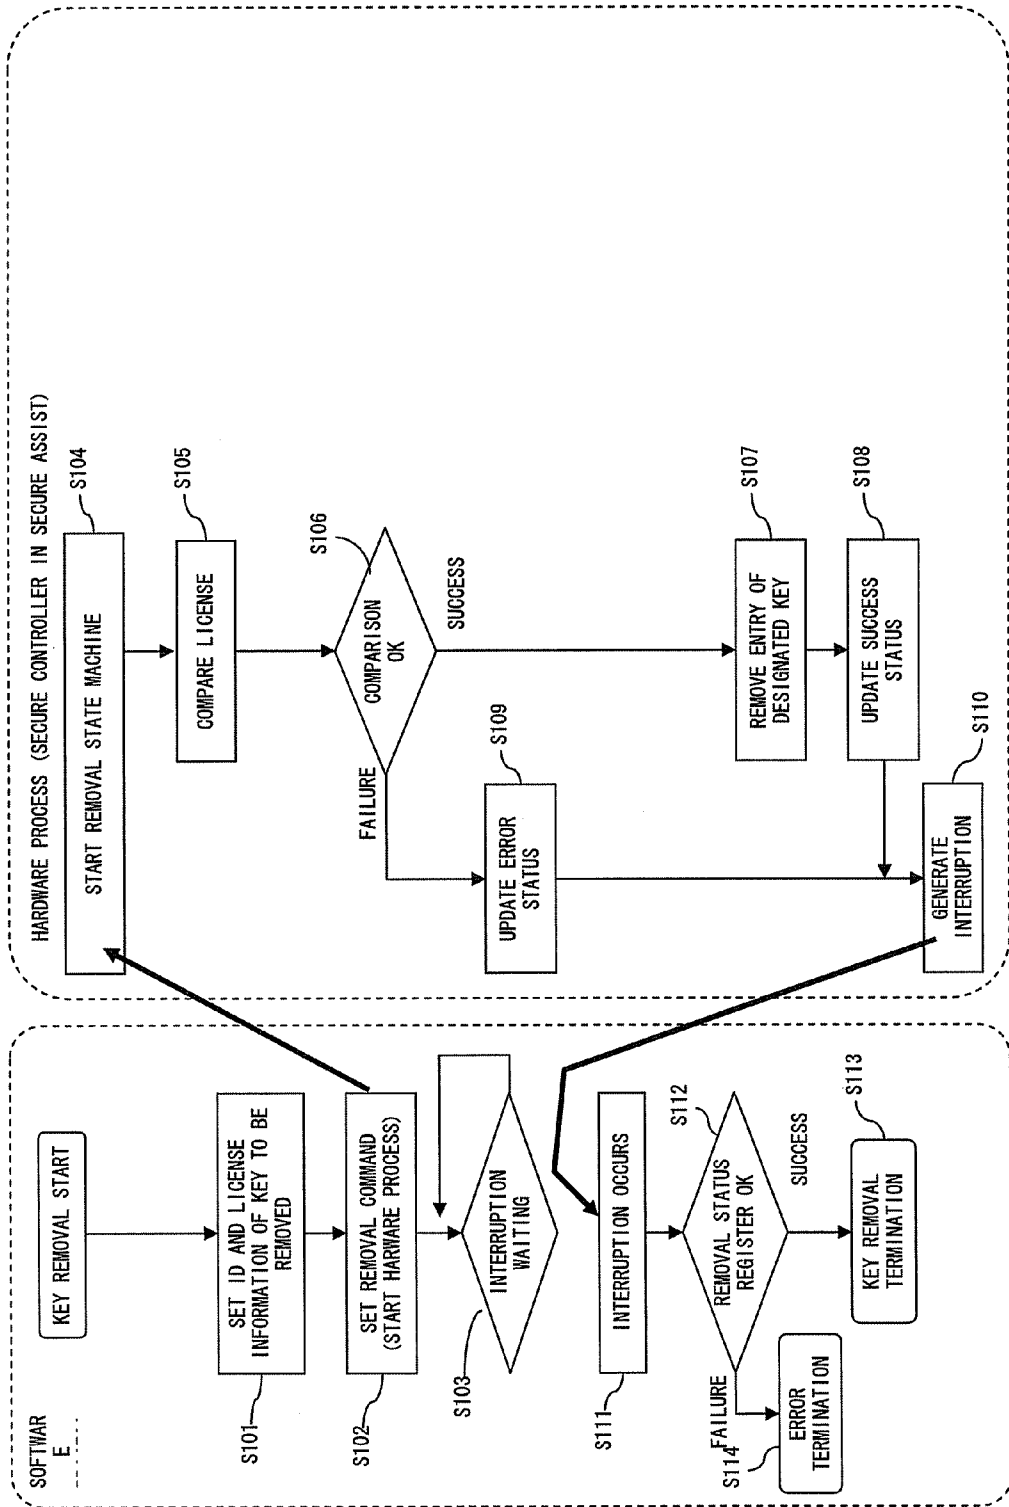 SOFTWAR
E
KEY REMOVAL START
SET ID AND LICENSE
INFORMATION OF KEY TO BE
REMOVED
S101
SET REMOVAL COMMAND
(START HARWARE PROCESS)
S102
INTERRUPTION
WAITING
S103
INTERRUPTION OCCURS
S111
REMOVAL STATUS
REGISTER OK
S112
FAILURE
SUCCESS
S114
ERROR
TERMINATION
KEY REMOVAL
TERMINATION
S113
HARDWARE PROCESS (SECURE CONTROLLER IN SECURE ASSIST)
START REMOVAL STATE MACHINE
S104
COMPARE LICENSE
S105
COMPARISON
OK
S106
FAILURE
SUCCESS
UPDATE ERROR
STATUS
S109
REMOVE ENTRY OF
DESIGNATED KEY
S107
UPDATE SUCCESS
STATUS
S108
GENERATE
INTERRUPTION
S110